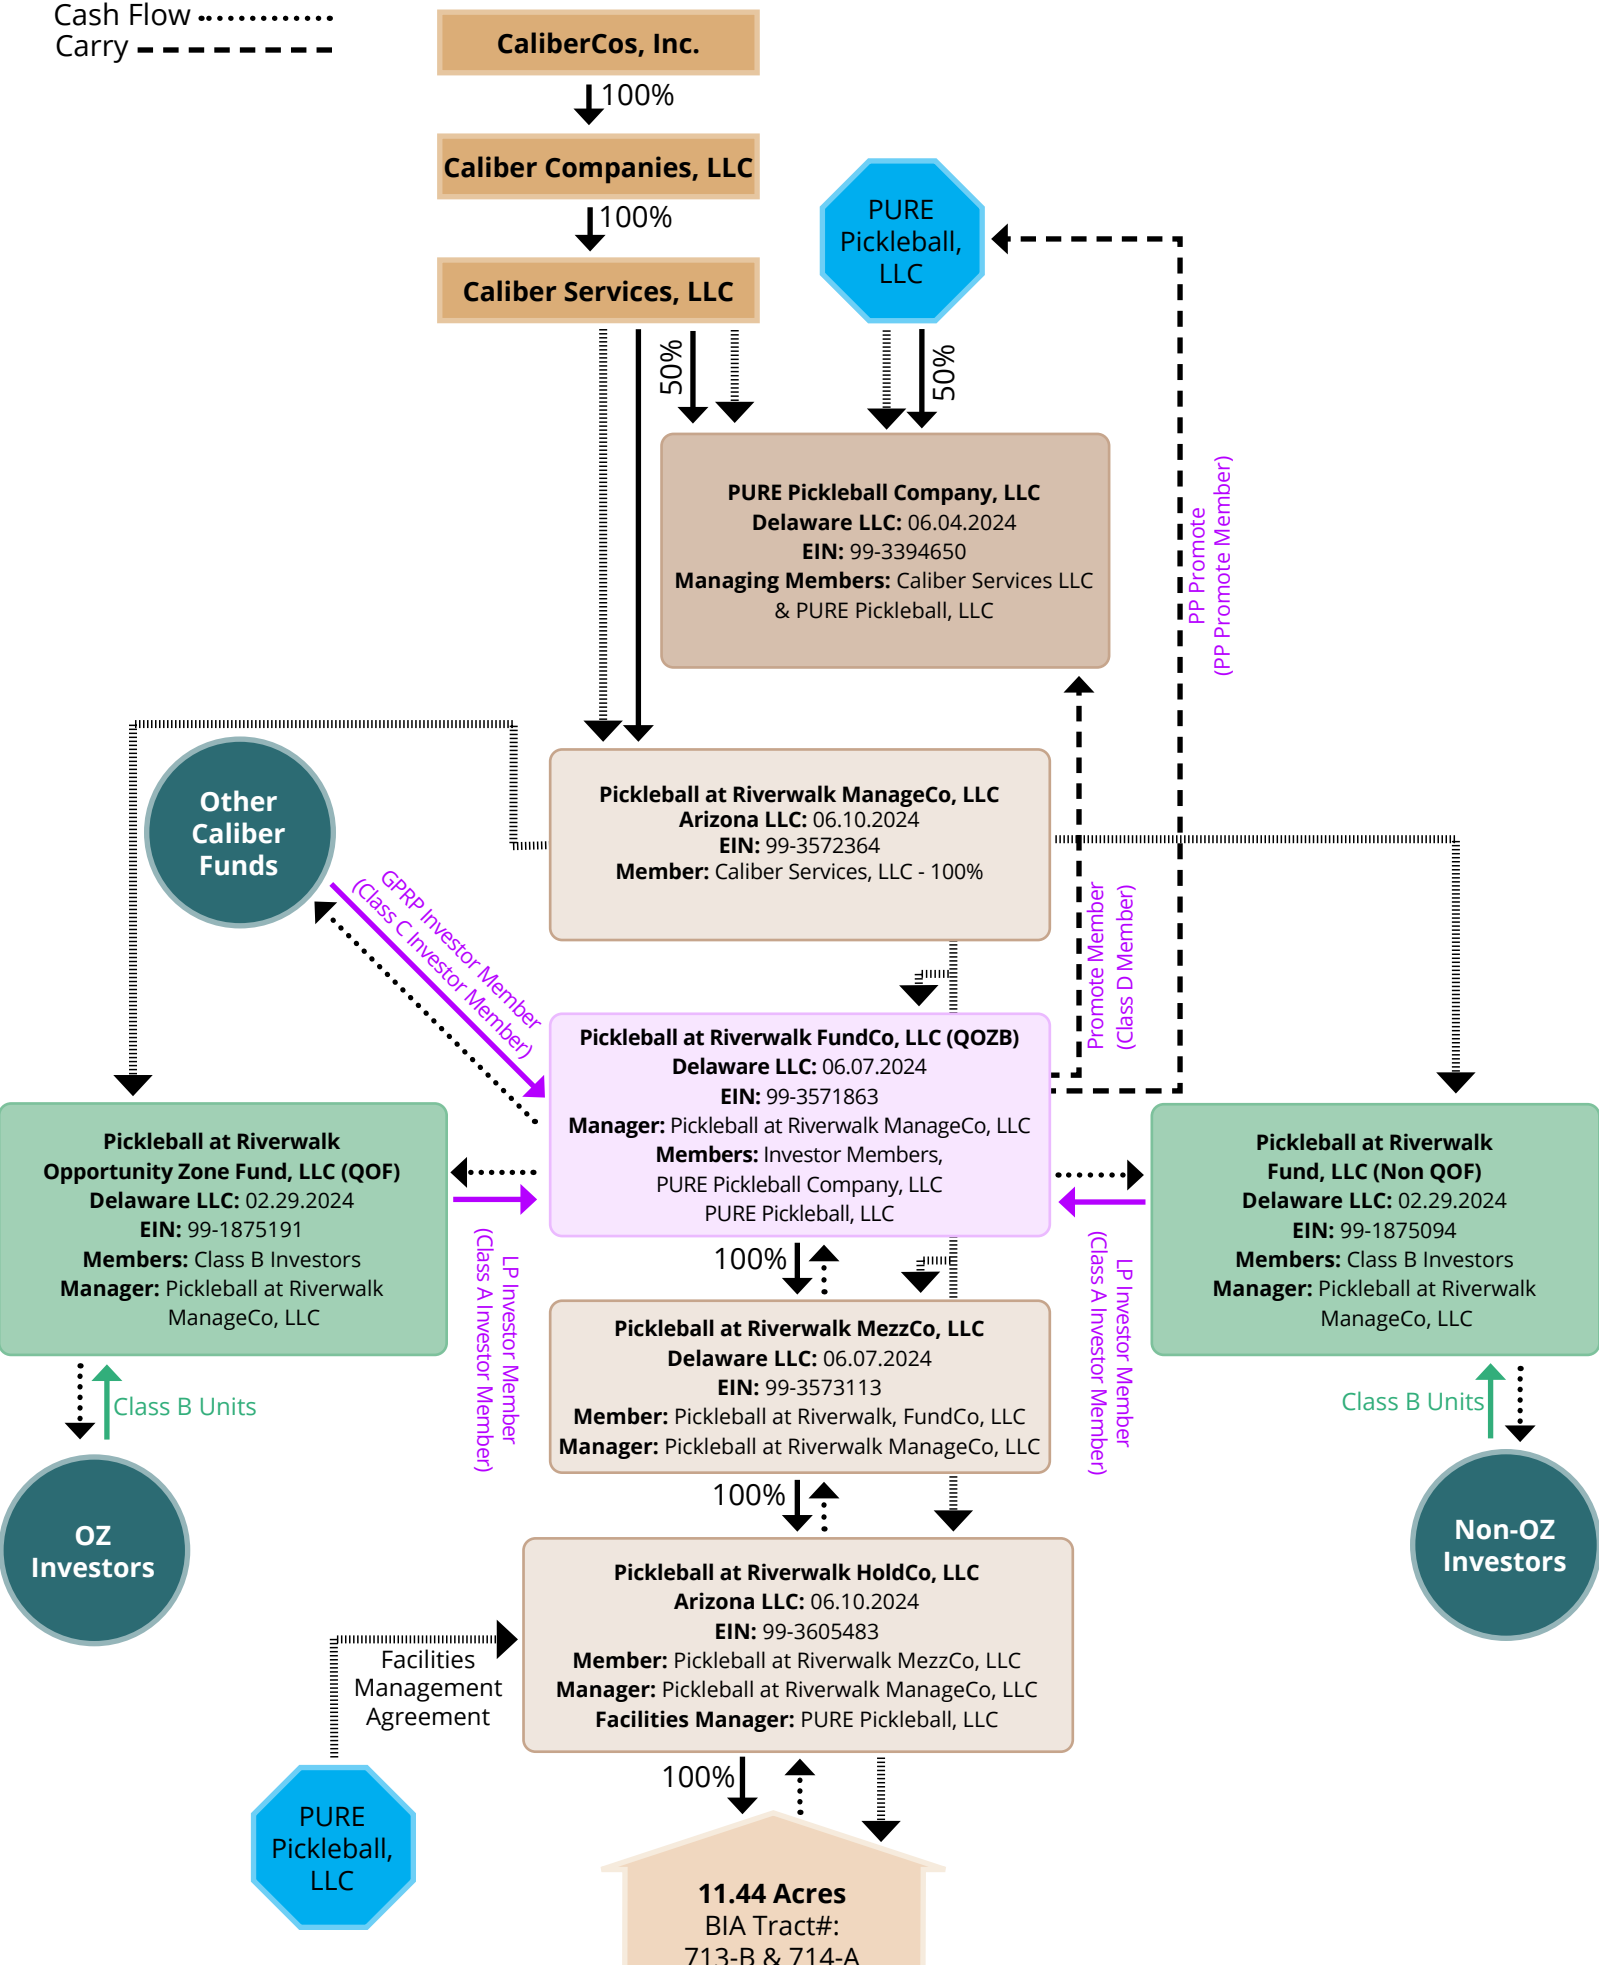 Cash Flow
Carry
CaliberCos, Inc.
100%
Caliber Companies, LLC
100%
Caliber Services, LLC
PURE
Pickleball,
LLC
50%
50%
PURE Pickleball Company, LLC
Delaware LLC: 06.04.2024
EIN: 99-3394650
Managing Members: Caliber Services LLC
& PURE Pickleball, LLC
PP Promote
(PP Promote Member)
Other
Caliber
Funds
Pickleball at Riverwalk ManageCo, LLC
Arizona LLC: 06.10.2024
EIN: 99-3572364
Member: Caliber Services, LLC - 100%
GPRP Investor Member
(Class C Investor Member)
Promote Member
(Class D Member)
Pickleball at Riverwalk FundCo, LLC (QOZB)
Delaware LLC: 06.07.2024
EIN: 99-3571863
Manager: Pickleball at Riverwalk ManageCo, LLC
Members: Investor Members,
PURE Pickleball Company, LLC
PURE Pickleball, LLC
Pickleball at Riverwalk
Opportunity Zone Fund, LLC (QOF)
Delaware LLC: 02.29.2024
EIN: 99-1875191
Members: Class B Investors
Manager: Pickleball at Riverwalk
ManageCo, LLC
Pickleball at Riverwalk
Fund, LLC (Non QOF)
Delaware LLC: 02.29.2024
EIN: 99-1875094
Members: Class B Investors
Manager: Pickleball at Riverwalk
ManageCo, LLC
LP Investor Member
(Class A Investor Member)
LP Investor Member
(Class A Investor Member)
100%
Pickleball at Riverwalk MezzCo, LLC
Delaware LLC: 06.07.2024
EIN: 99-3573113
Member: Pickleball at Riverwalk, FundCo, LLC
Manager: Pickleball at Riverwalk ManageCo, LLC
Class B Units
Class B Units
100%
OZ
Investors
Non-OZ
Investors
Pickleball at Riverwalk HoldCo, LLC
Arizona LLC: 06.10.2024
EIN: 99-3605483
Member: Pickleball at Riverwalk MezzCo, LLC
Manager: Pickleball at Riverwalk ManageCo, LLC
Facilities Manager: PURE Pickleball, LLC
Facilities
Management
Agreement
100%
PURE
Pickleball,
LLC
11.44 Acres
BIA Tract#:
713-B & 714-A